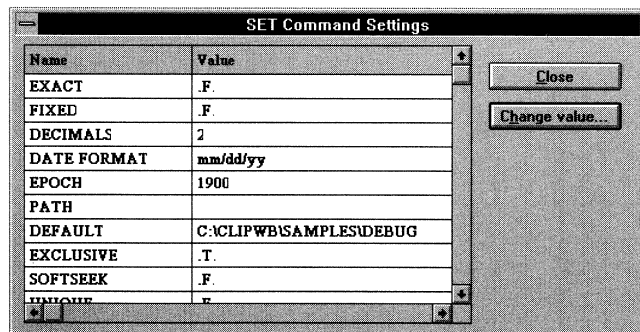 SET Command Settings
Name Value
EXACT .F.
FIXED .F.
DECIMALS 2
DATE FORMAT mm/dd/yy
EPOCH 1900
PATH
DEFAULT C:\CLIPWB\SAMPLES\DEBUG
EXCLUSIVE .T.
SOFTSEEK .F.
UNIQUE .F.
Close
Change value...